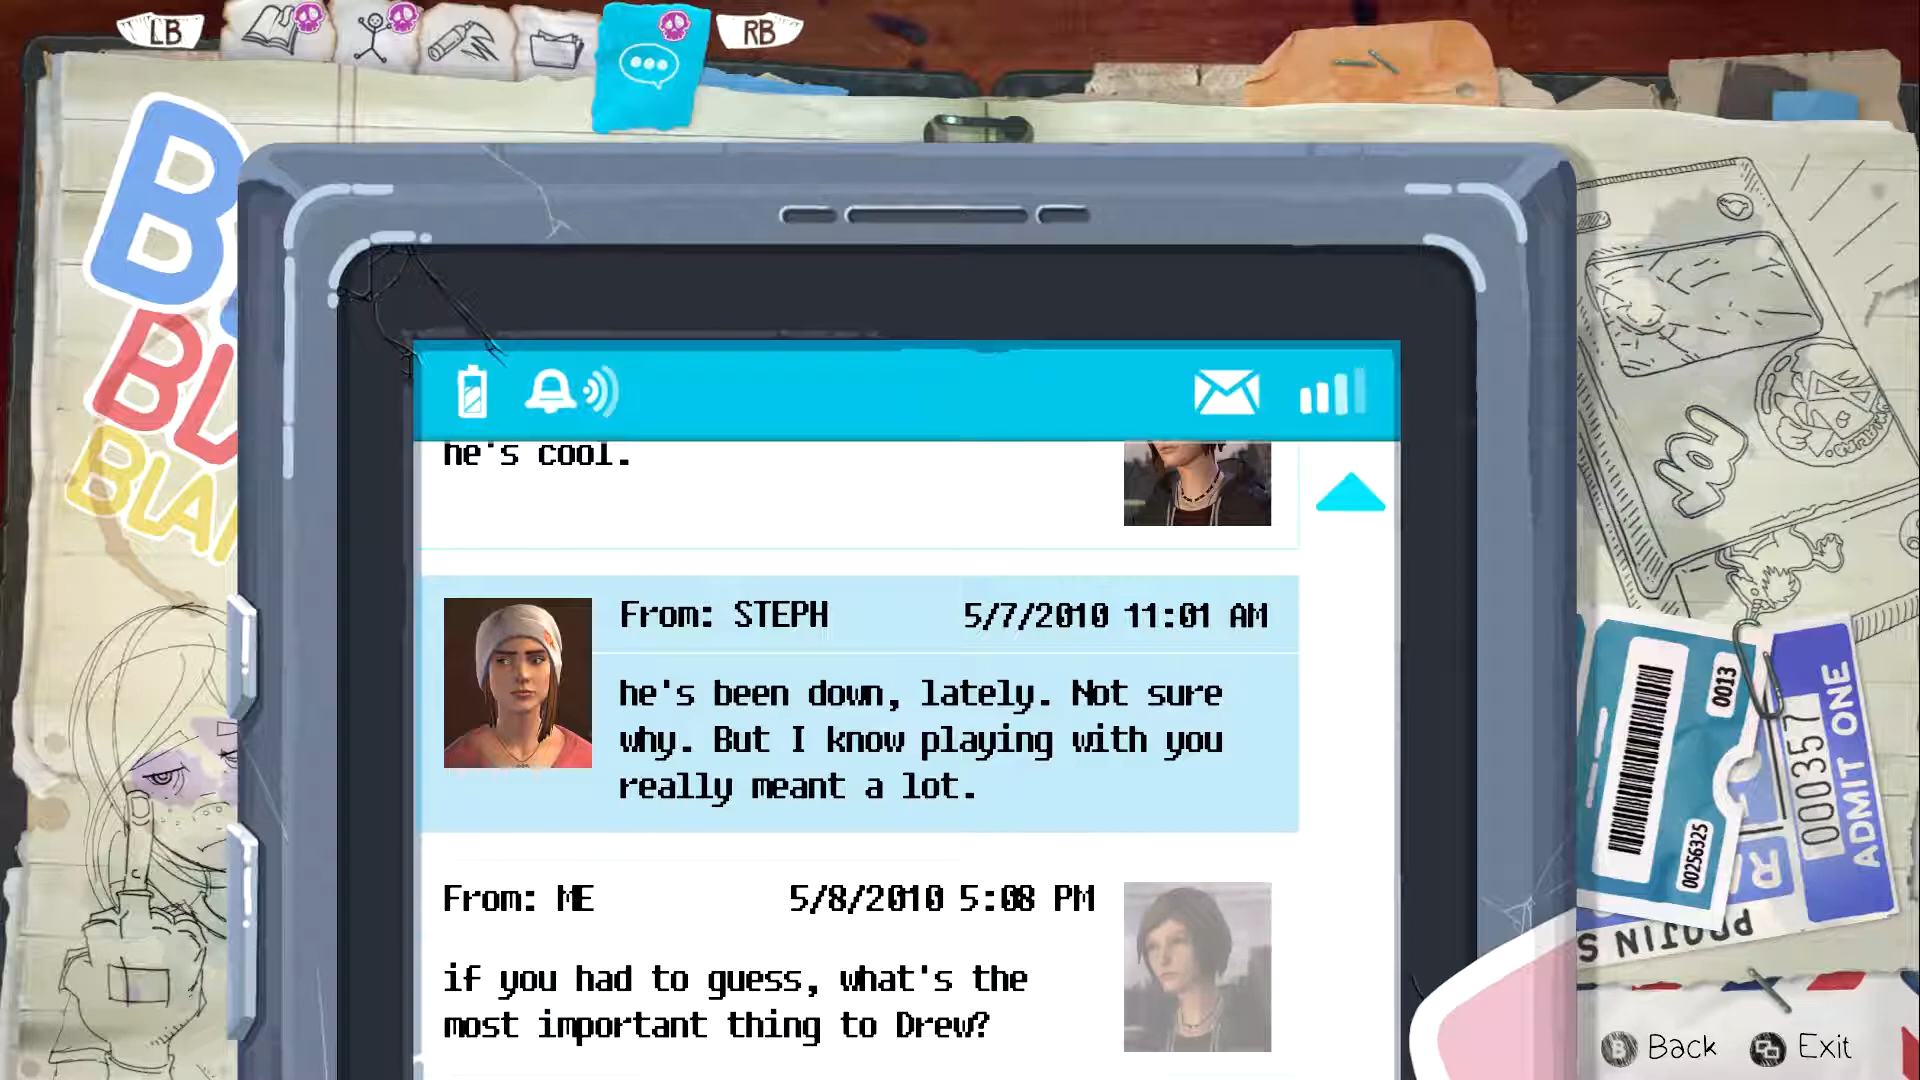 LB
RB
he's cool.
From: STEPH
5/7/2010 11:01 AM
he's been down, lately. Not sure
why. But I know playing with you
really meant a lot.
From: ME
5/8/2010 5:08 PM
if you had to guess, what's the
most important thing to Drew?
0013
00256325
000357
ADMIT ONE
B Back
Exit